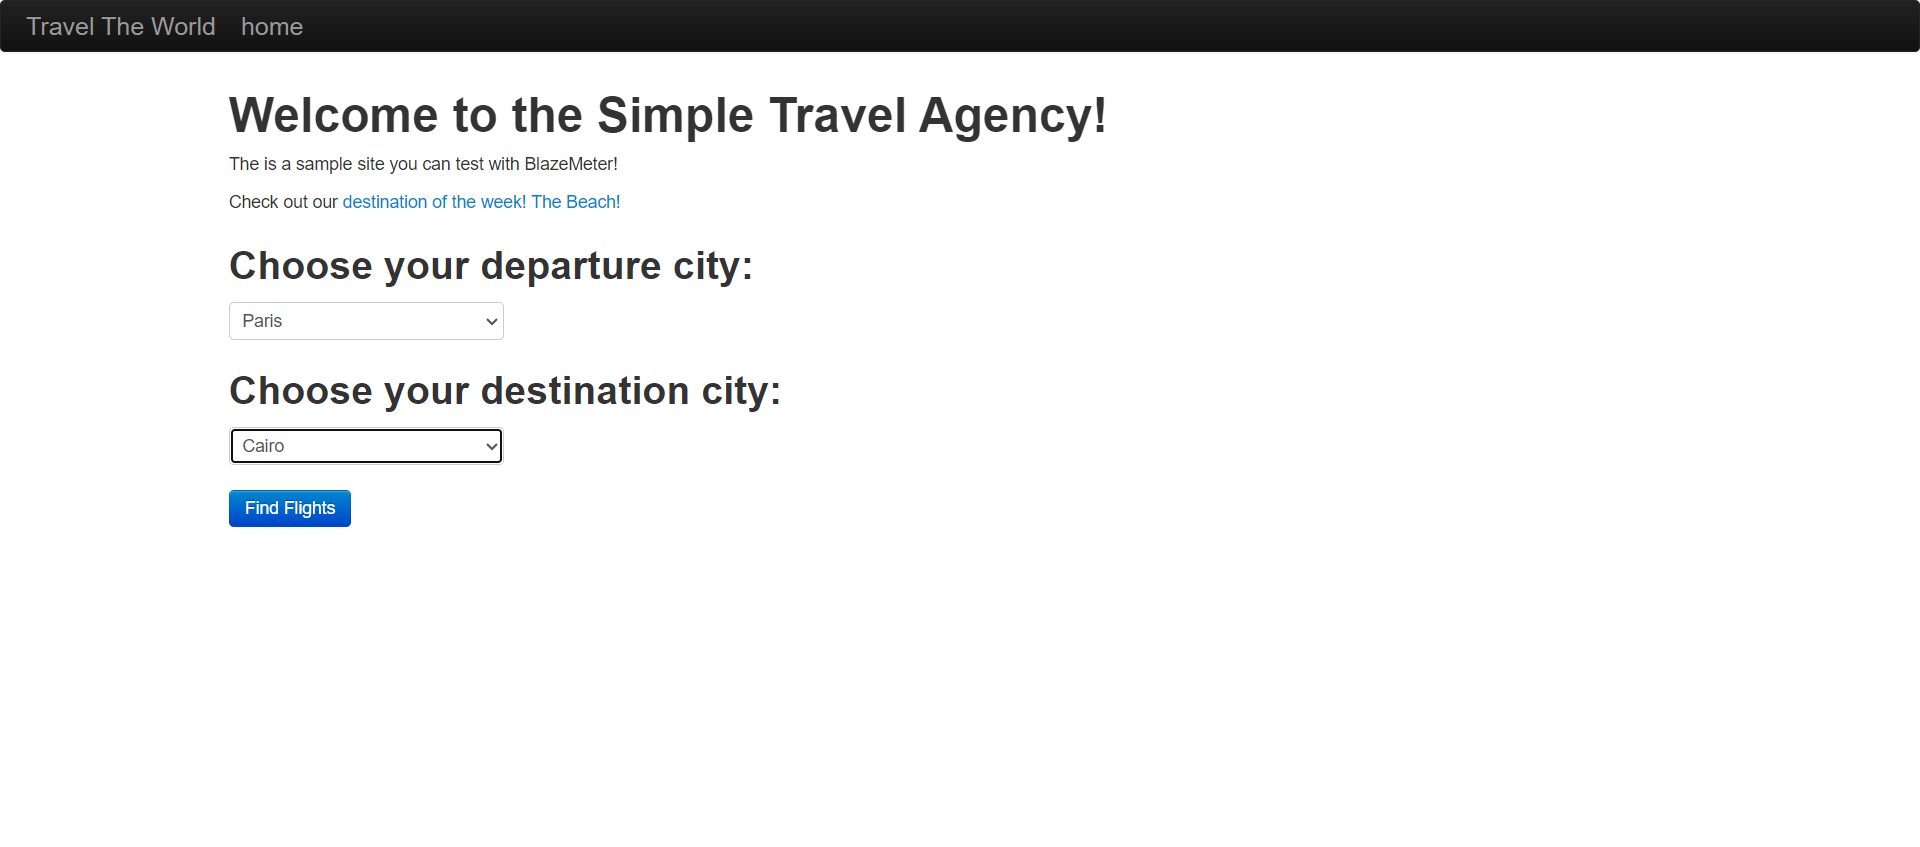 Travel The World home
Welcome to the Simple Travel Agency!
The is a sample site you can test with BlazeMeter!
Check out our destination of the week! The Beach!
Choose your departure city:
Paris
Choose your destination city:
Cairo
Find Flights